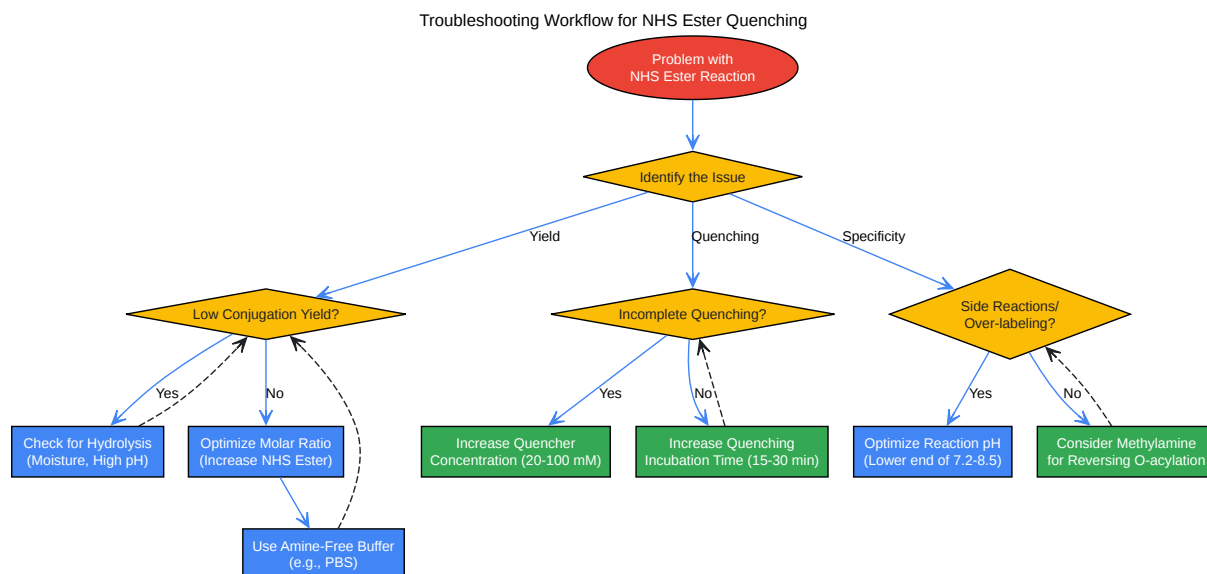 Troubleshooting Workflow for NHS Ester Quenching
Problem with
NHS Ester Reaction
Identify the Issue
Yield
Quenching
Specificity
Low Conjugation Yield?
Incomplete Quenching?
Side Reactions/
Over-labeling?
Yes
No
Yes
No
Yes
No
Check for Hydrolysis
(Moisture, High pH)
Optimize Molar Ratio
(Increase NHS Ester)
Increase Quencher
Concentration (20-100 mM)
Increase Quenching
Incubation Time (15-30 min)
Optimize Reaction pH
(Lower end of 7.2-8.5)
Consider Methylamine
for Reversing O-acylation
Use Amine-Free Buffer
(e.g., PBS)